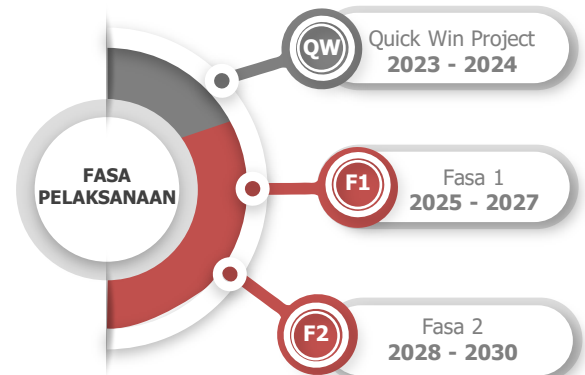 FASA
PELAKSANAAN
QW
Quick Win Project
2023 - 2024
F1
Fasa 1
2025 - 2027
F2
Fasa 2
2028 - 2030